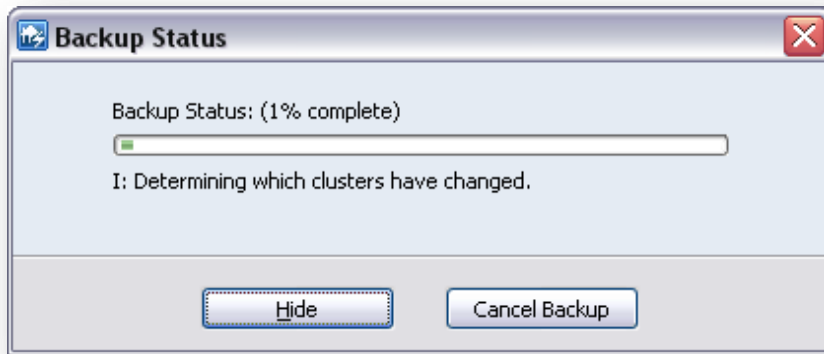 Backup Status
Backup Status: (1% complete)
I: Determining which clusters have changed.
Hide
Cancel Backup